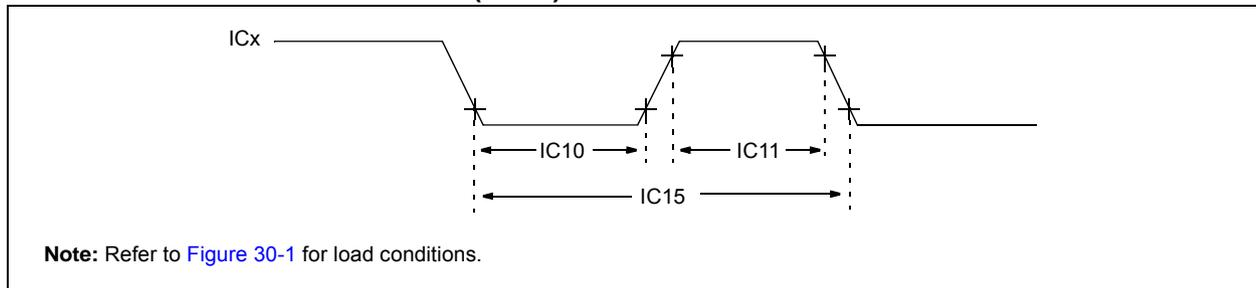 ICx
IC10
IC11
IC15
Note: Refer to Figure 30-1 for load conditions.